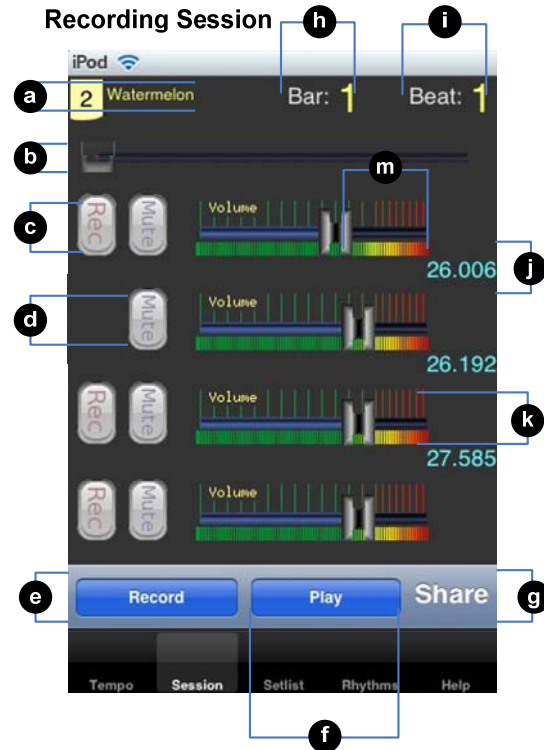 Recording Session
h
i
iPod
a
2 Watermelon
Bar: 1
Beat: 1
b
m
c
Rec Mute
Volume
26.006
j
d
Mute
Volume
26.192
Rec Mute
Volume
k
27.585
Rec Mute
Volume
e
Record
Play
Share
g
Tempo Session Setlist Rhythms Help
f